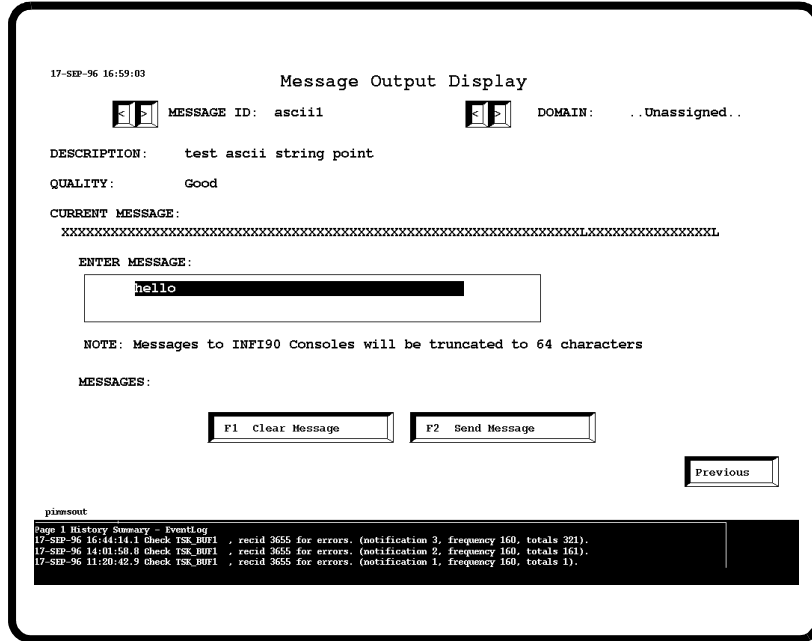 17-SEP-96 16:59:03
Message Output Display
< > MESSAGE ID: ascii1 < > DOMAIN: ..Unassigned..
DESCRIPTION: test ascii string point
QUALITY: Good
CURRENT MESSAGE:
XXXXXXXXXXXXXXXXXXXXXXXXXXXXXXXXXXXXXXXXXXXXXXXXXXXXXXXXXXXXXXXLXXXXXXXXXXXXXXXL
ENTER MESSAGE:
hello
NOTE: Messages to INFI90 Consoles will be truncated to 64 characters
MESSAGES:
F1 Clear Message F2 Send Message
Previous
pimmsout
Page 1 History Summary - EventLog
17-SEP-96 16:44:14.1 Check TSK_BUF1 , recid 3655 for errors. (notification 3, frequency 160, totals 321).
17-SEP-96 14:01:58.8 Check TSK_BUF1 , recid 3655 for errors. (notification 2, frequency 160, totals 161).
17-SEP-96 11:20:42.9 Check TSK_BUF1 , recid 3655 for errors. (notification 1, frequency 160, totals 1).